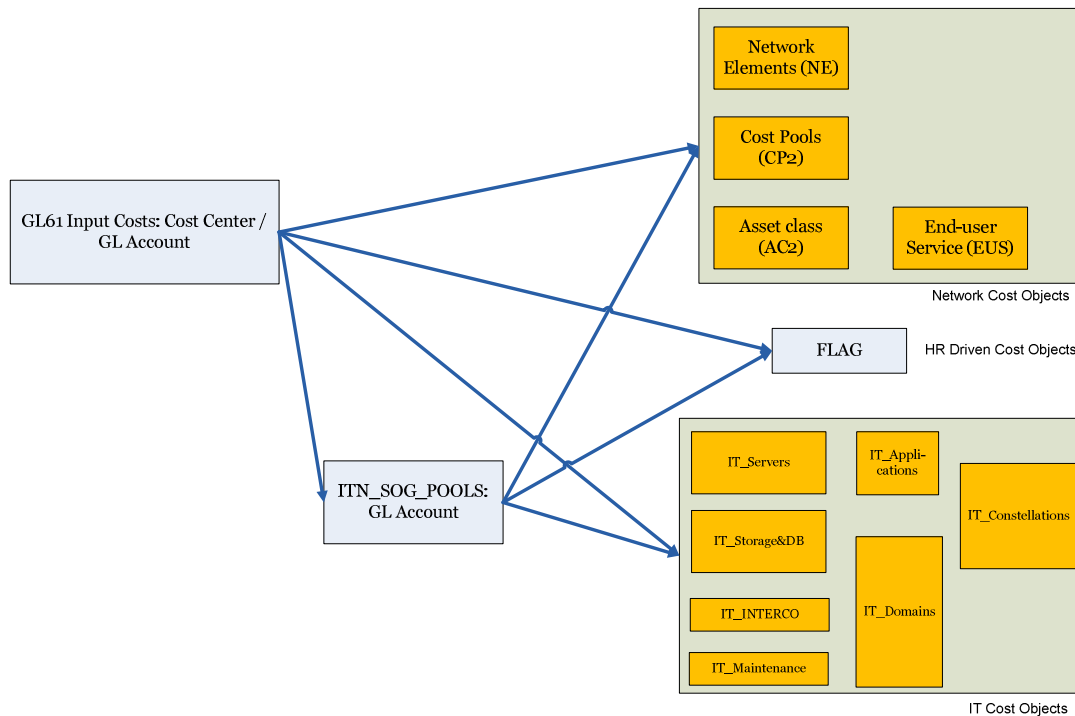 Network
Elements (NE)
Cost Pools
(CP2)
GL61 Input Costs: Cost Center /
GL Account
Asset class
(AC2)
End-user
Service (EUS)
Network Cost Objects
FLAG
HR Driven Cost Objects
ITN_SOG_POOLS:
GL Account
IT_Servers
IT_Appli-
cations
IT_Constellations
IT_Storage&DB
IT_INTERCO
IT_Domains
IT_Maintenance
IT Cost Objects